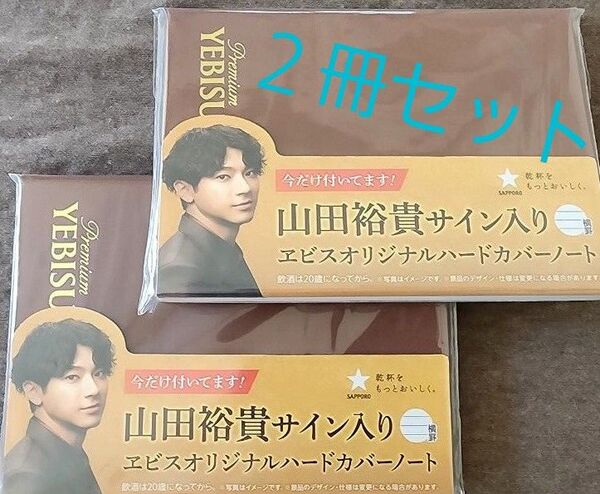 2冊セット
Premium
YEBISU
今だけ付いてます!
SAPPORO
乾杯を
もっとおいしく。
山田裕貴サイン入り
横罫
ヱビスオリジナルハードカバーノート
飲酒は20歳になってから。※写真はイメージです。※景品のデザイン・仕様は変更になる場合があります
Premium
YEBISU
今だけ付いてます!
SAPPORO
乾杯を
もっとおいしく。
山田裕貴サイン入り
横罫
ヱビスオリジナルハードカバーノート
飲酒は20歳になってから。※写真はイメージです。※景品のデザイン・仕様は変更になる場合があります